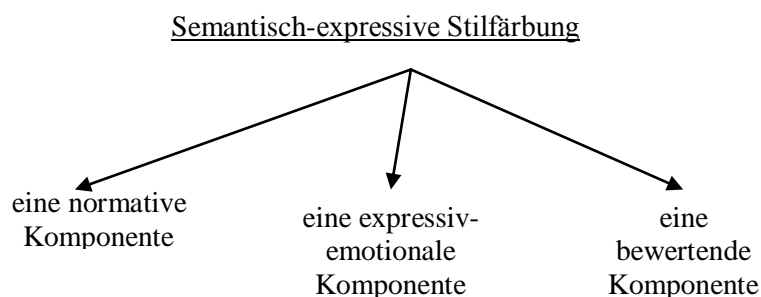 Semantisch-expressive Stilfärbung
eine normative
Komponente
eine expressiv-
emotionale
Komponente
eine
bewertende
Komponente